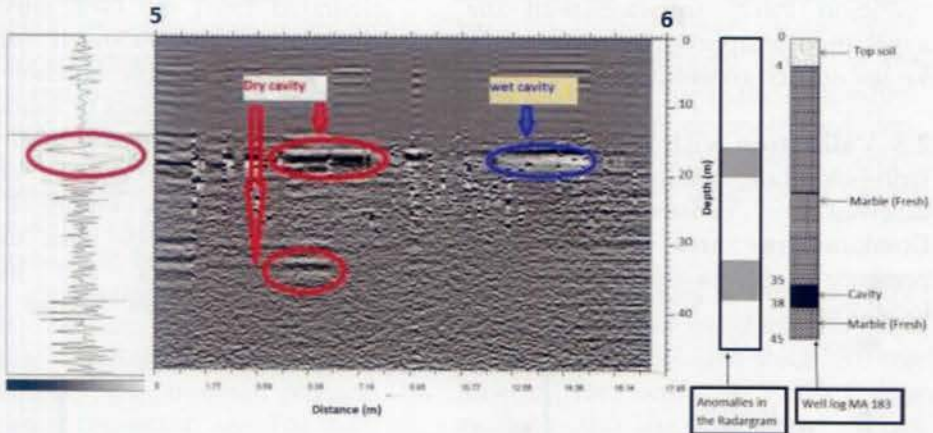 5
6
Dry cavity
wet cavity
0
10
20
30
40
Depth (m)
0
4
35
38
45
Top soil
Marble (Fresh)
Cavity
Marble (Fresh)
Distance (m)
Anomalies in
the Radargram
Well log MA 183